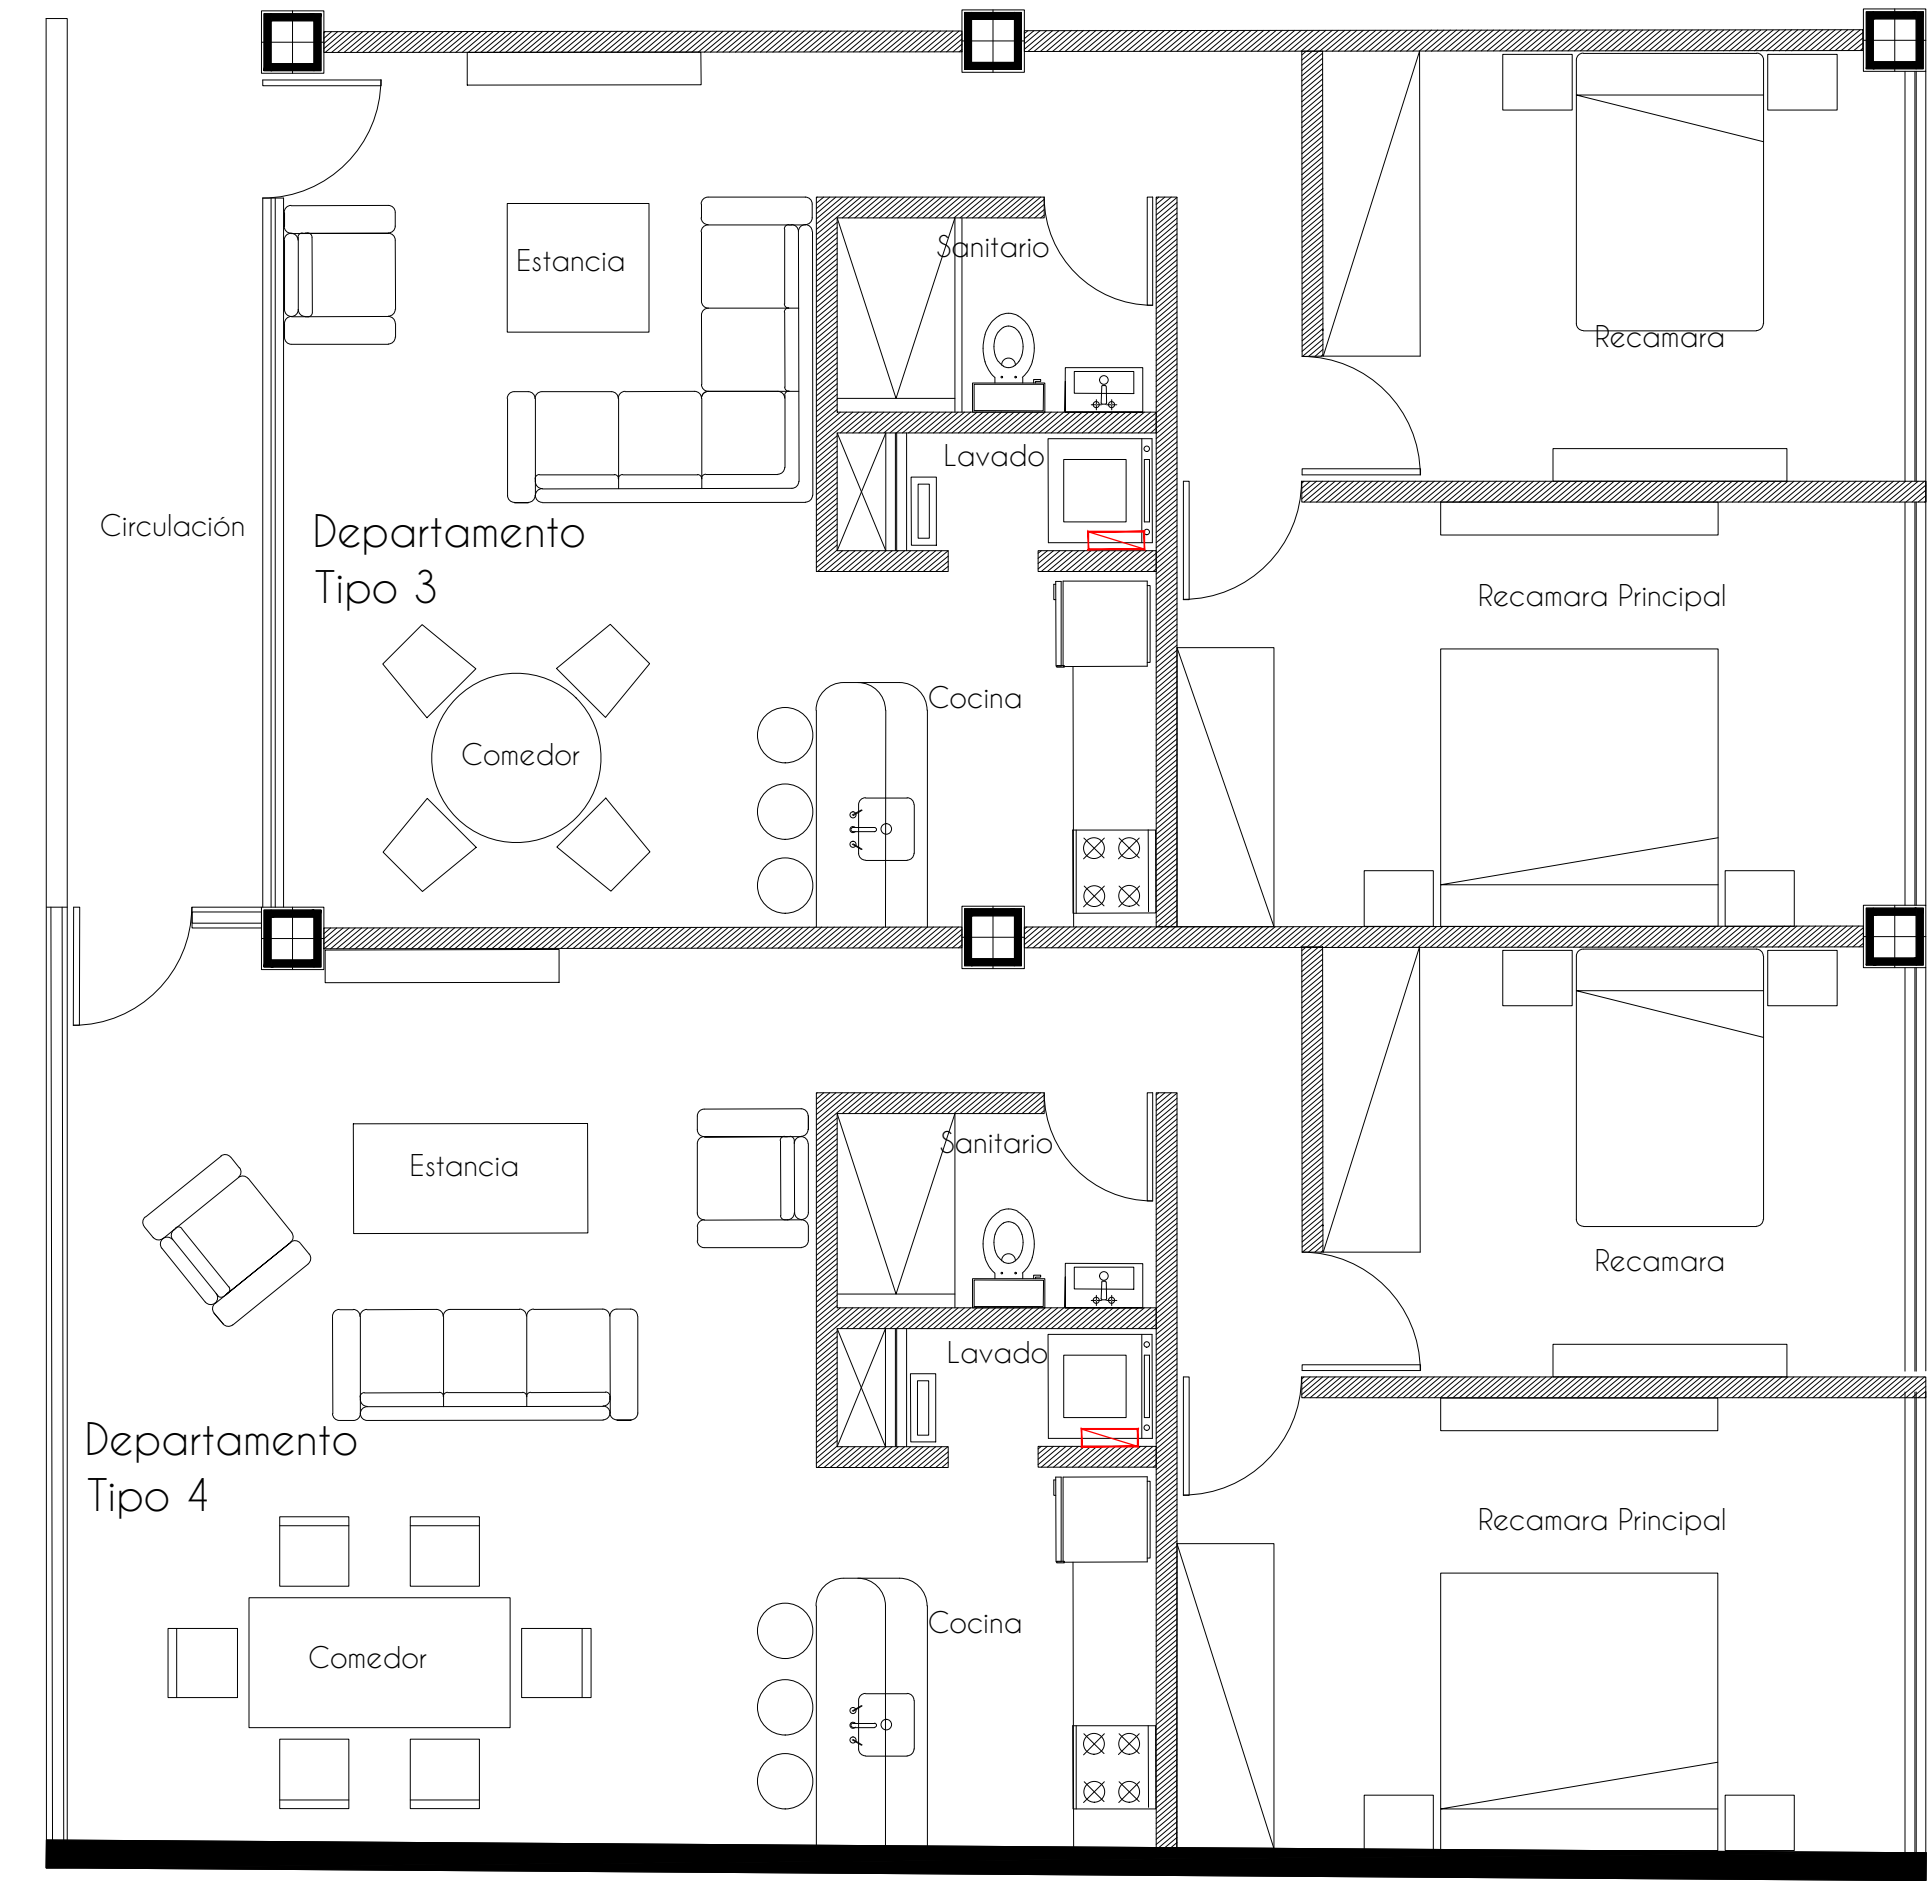 Estancia
Sanitario
Recamara
Lavado
Circulación
Departamento
Tipo 3
Recamara Principal
Cocina
Comedor
Sanitario
Estancia
Recamara
Lavado
Departamento
Tipo 4
Recamara Principal
Cocina
Comedor